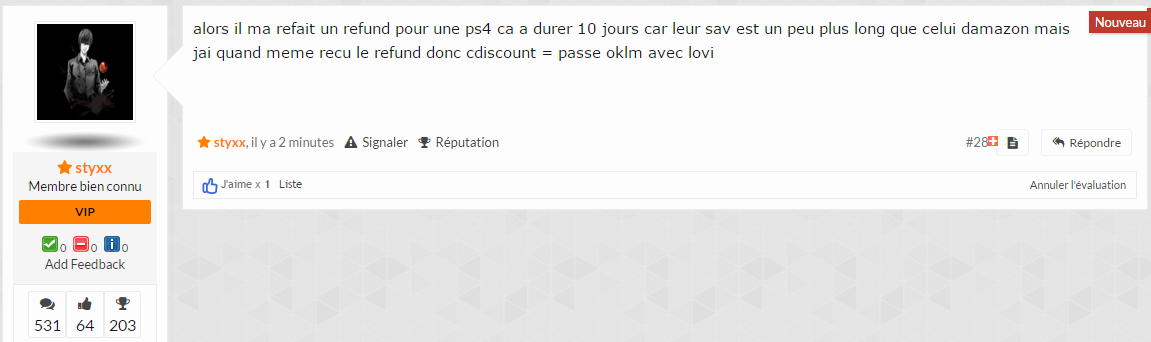 alors il ma refait un refund pour une ps4 ca a durer 10 jours car leur sav est un peu plus long que celui damazon mais
jai quand meme recu le refund donc cdiscount = passe oklm avec lovi
Nouveau
styxx, il y a 2 minutes Signaler Réputation #28 Répondre
J'aime x 1 Liste Annuler l'évaluation
styxx
Membre bien connu
VIP
0 0 0
Add Feedback
531 64 203